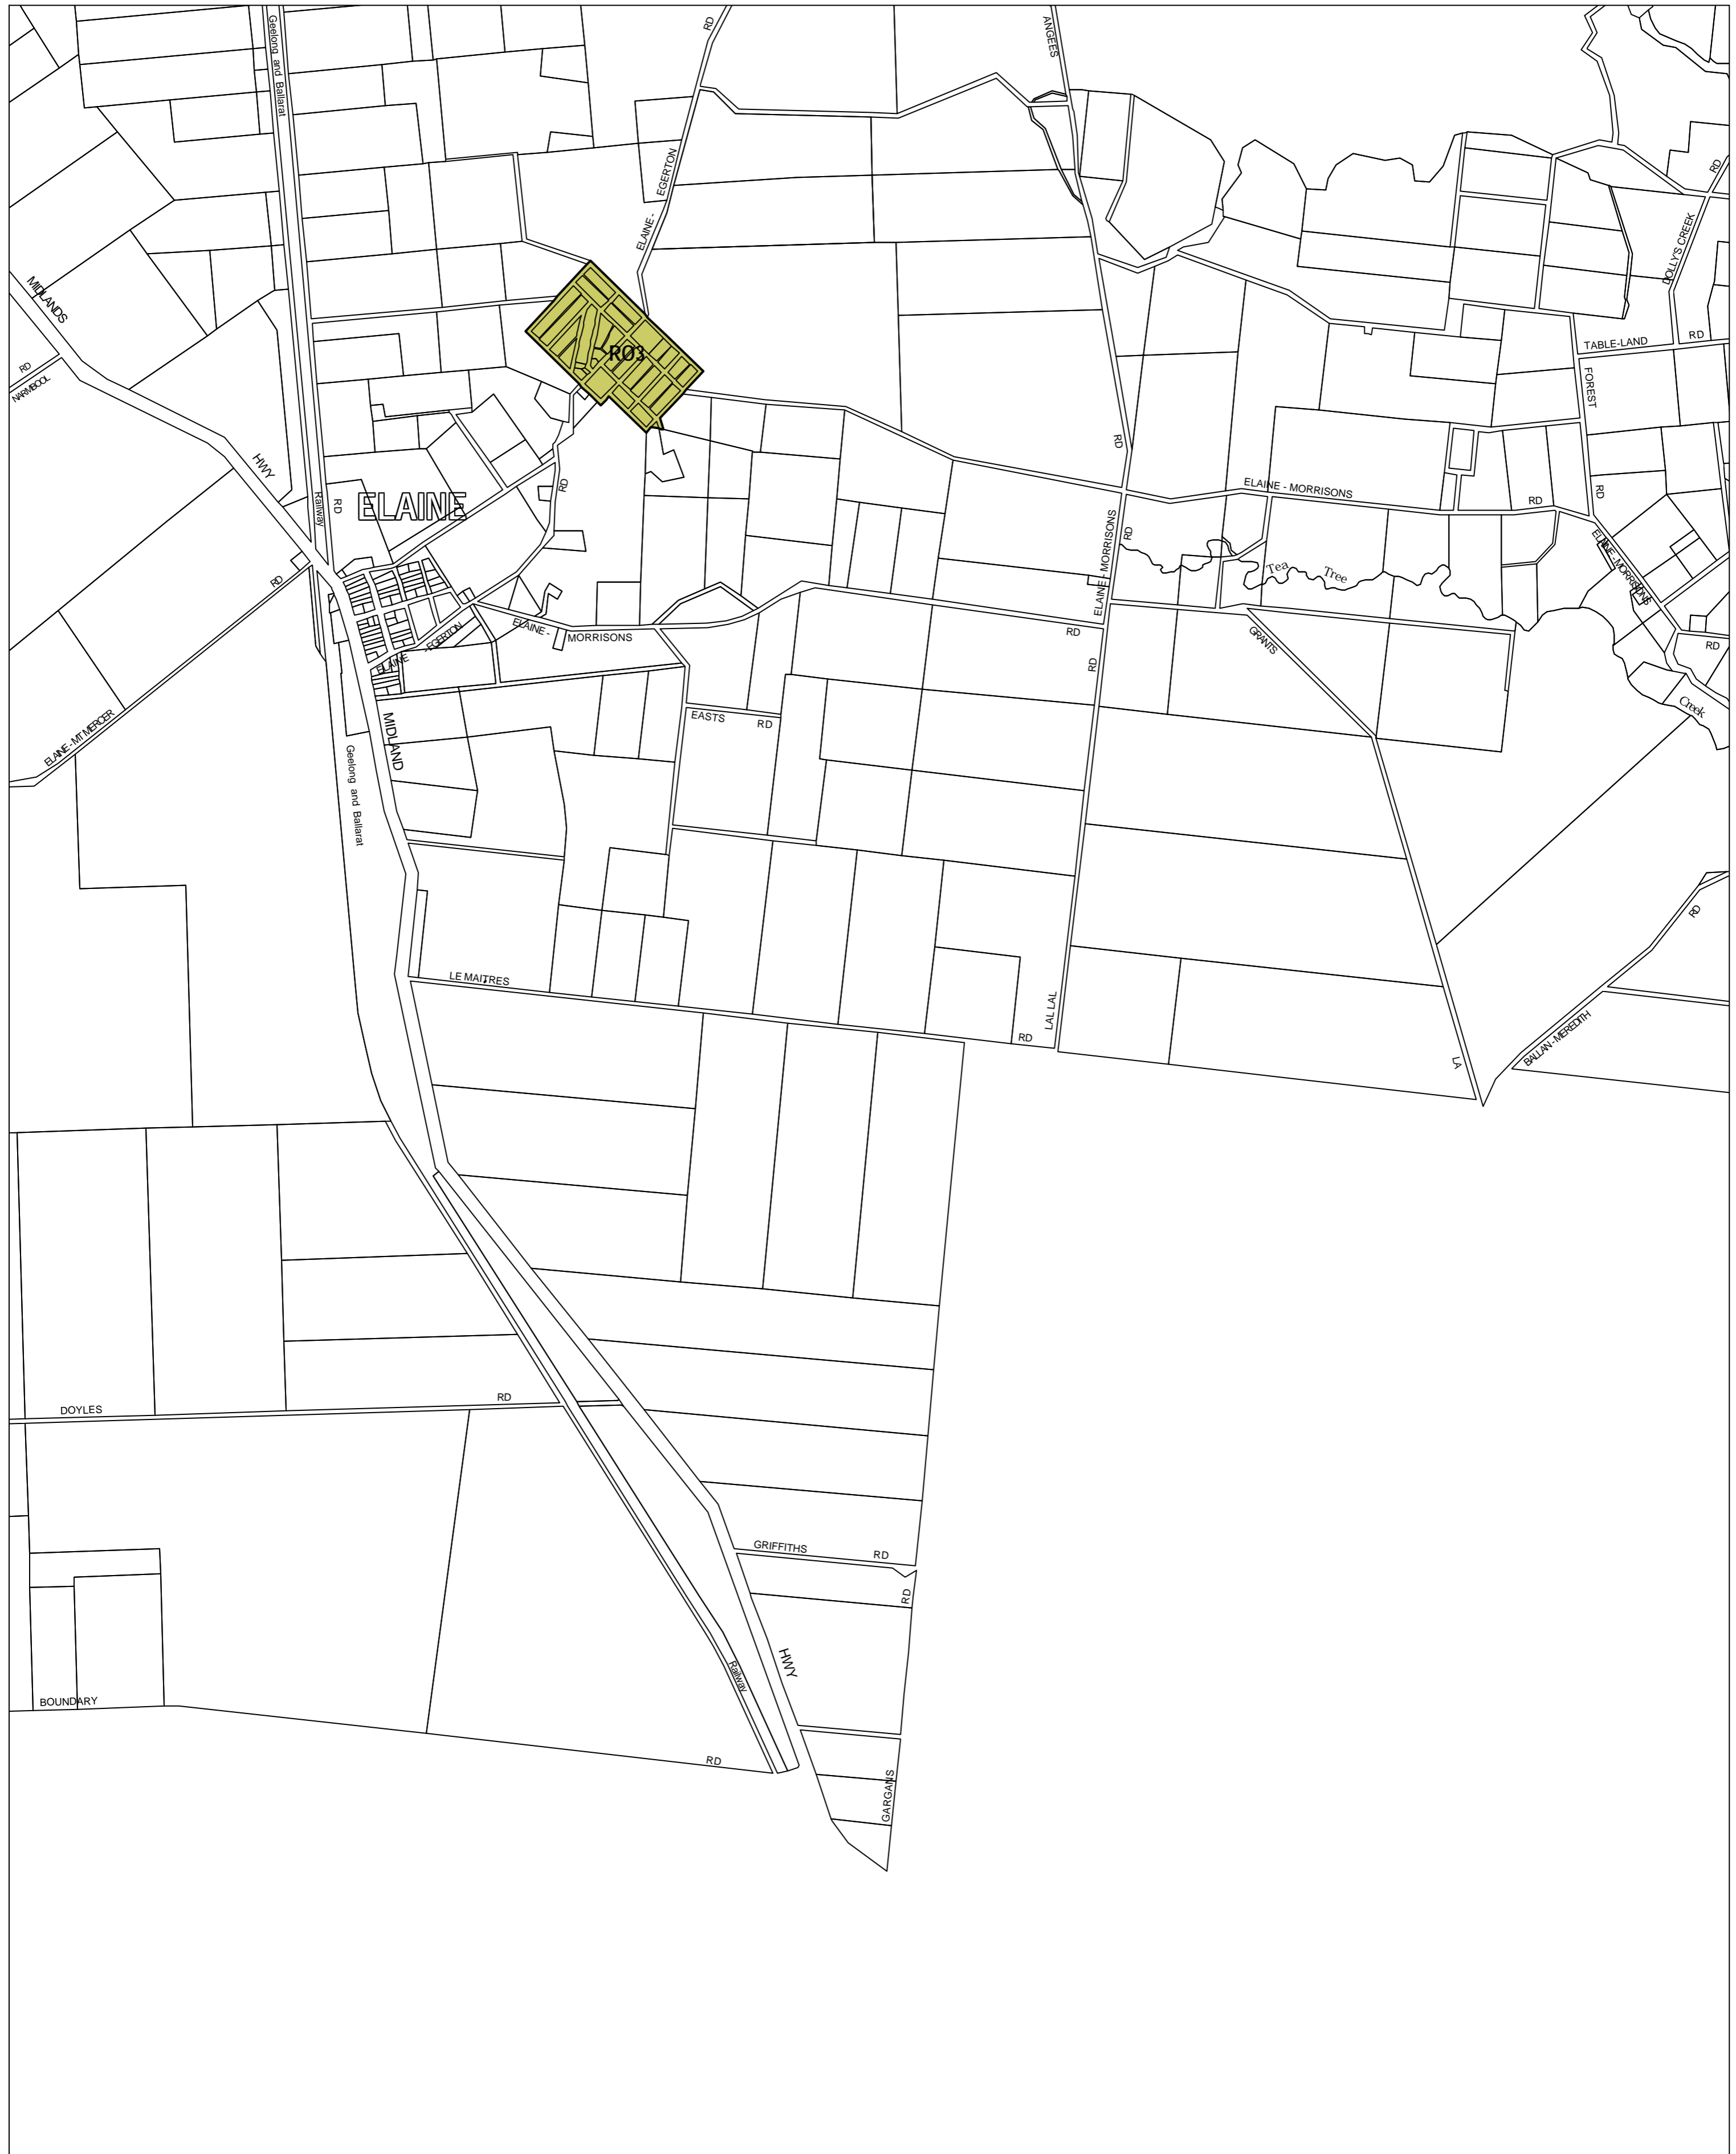 RD
ANGEES
Geelong and Ballarat
EGERTON
ELAINE -
RD
DOLLY'S CREEK
MIDLANDS
RO3
TABLE-LAND
RD
RD
NARMBOOL
FOREST
HWY
RD
Railway
RD
ELAINE
RD
ELAINE - MORRISONS
RD
RD
ELAINE - MORRISONS
RD
ELAINE - MORRISONS
Tea
Tree
RD
ELAINE
-EGERTON
ELAINE -
MORRISONS
RD
GRANTS
RD
RD
Creek
EASTS
RD
ELAINE - MT MERCER
MIDLAND
Geelong and Ballarat
RD
LE MAITRES
LAL LAL
RD
BALLAN - MEREDITH
LA
DOYLES
RD
GRIFFITHS
RD
RD
HWY
Railway
BOUNDARY
RD
GARGANS